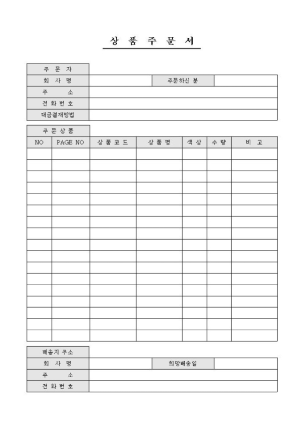 상 품 주 문 서
주 문 자
회 사 명 주문하신 분
주 소
전 화 번 호
대금결제방법
주 문 상 품
NO PAGE NO 상 품 코 드 상 품 명 색 상 수 량 비 고
배송지 주소
회 사 명 희망배송일
주 소
전 화 번 호